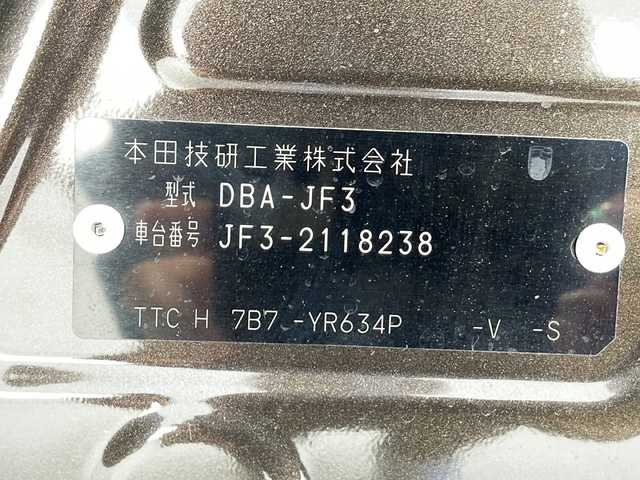 本田技研工業株式会社
型式 DBA-JF3
車台番号 JF3-2118238
TTC H 7B7 -YR634P -V -S